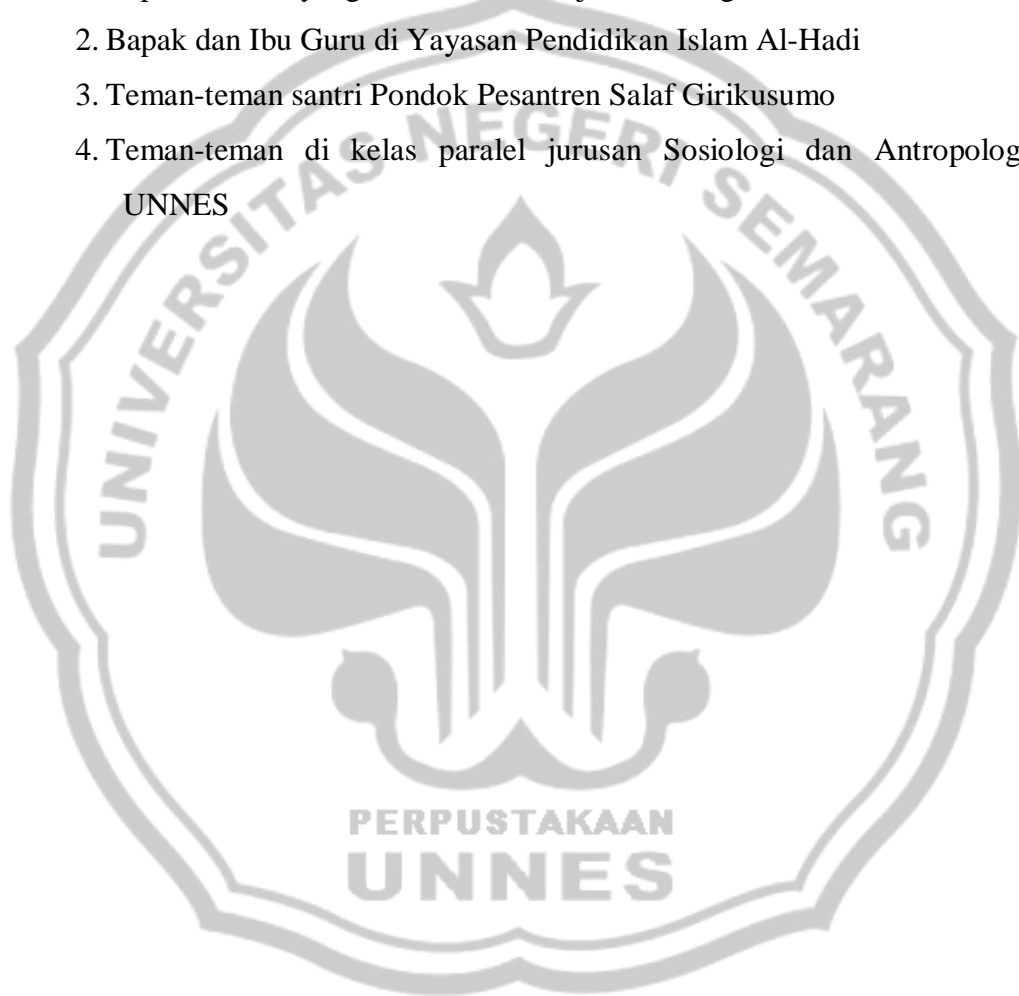 2. Bapak dan Ibu Guru di Yayasan Pendidikan Islam Al-Hadi
3. Teman-teman santri Pondok Pesantren Salaf Girikusumo
4. Teman-teman di kelas paralel jurusan Sosiologi dan Antropolog
UNNES
UNIVERSITAS NEGERI SEMARANG
PERPUSTAKAAN
UNNES